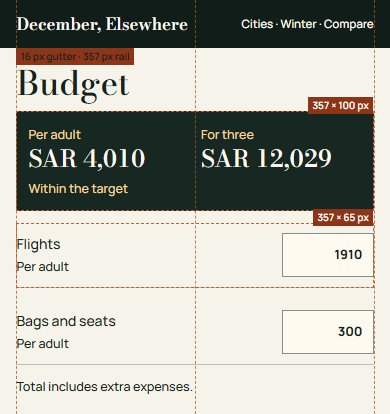 December, Elsewhere
Cities · Winter · Compare
16 px gutter · 357 px rail
Budget
357 × 100 px
Per adult
For three
SAR 4,010
SAR 12,029
Within the target
357 × 65 px
Flights
Per adult
1910
Bags and seats
Per adult
300
Total includes extra expenses.